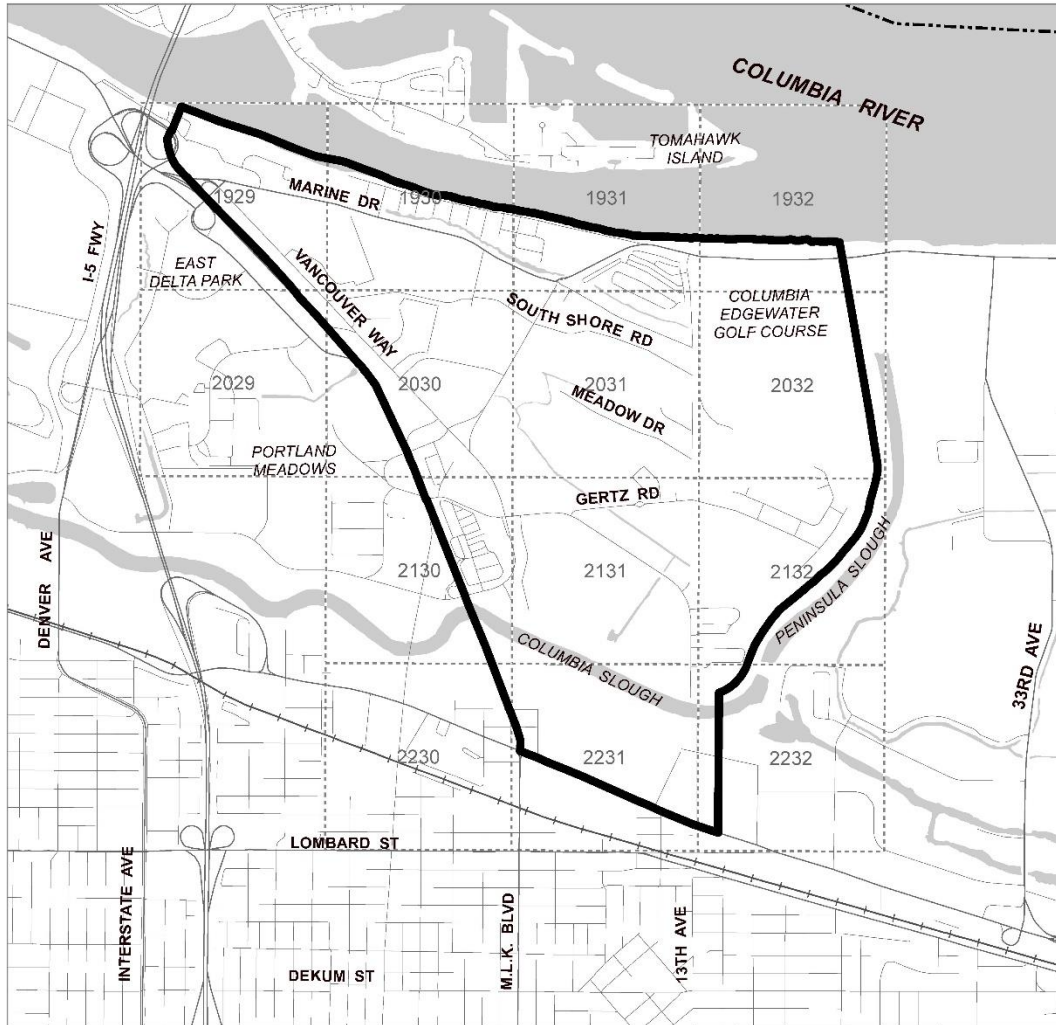 COLUMBIA RIVER
TOMAHAWK
ISLAND
1929
1930
1931
1932
MARINE DR
I-5 FWY
EAST
DELTA PARK
VANCOUVER WAY
SOUTH SHORE RD
COLUMBIA
EDGEWATER
GOLF COURSE
2029
2030
2031
2032
MEADOW DR
PORTLAND
MEADOWS
GERTZ RD
DENVER AVE
2130
2131
2132
PENINSULA SLOUGH
COLUMBIA SLOUGH
33RD AVE
2230
2231
2232
LOMBARD ST
INTERSTATE AVE
M.L.K. BLVD
13TH AVE
DEKUM ST